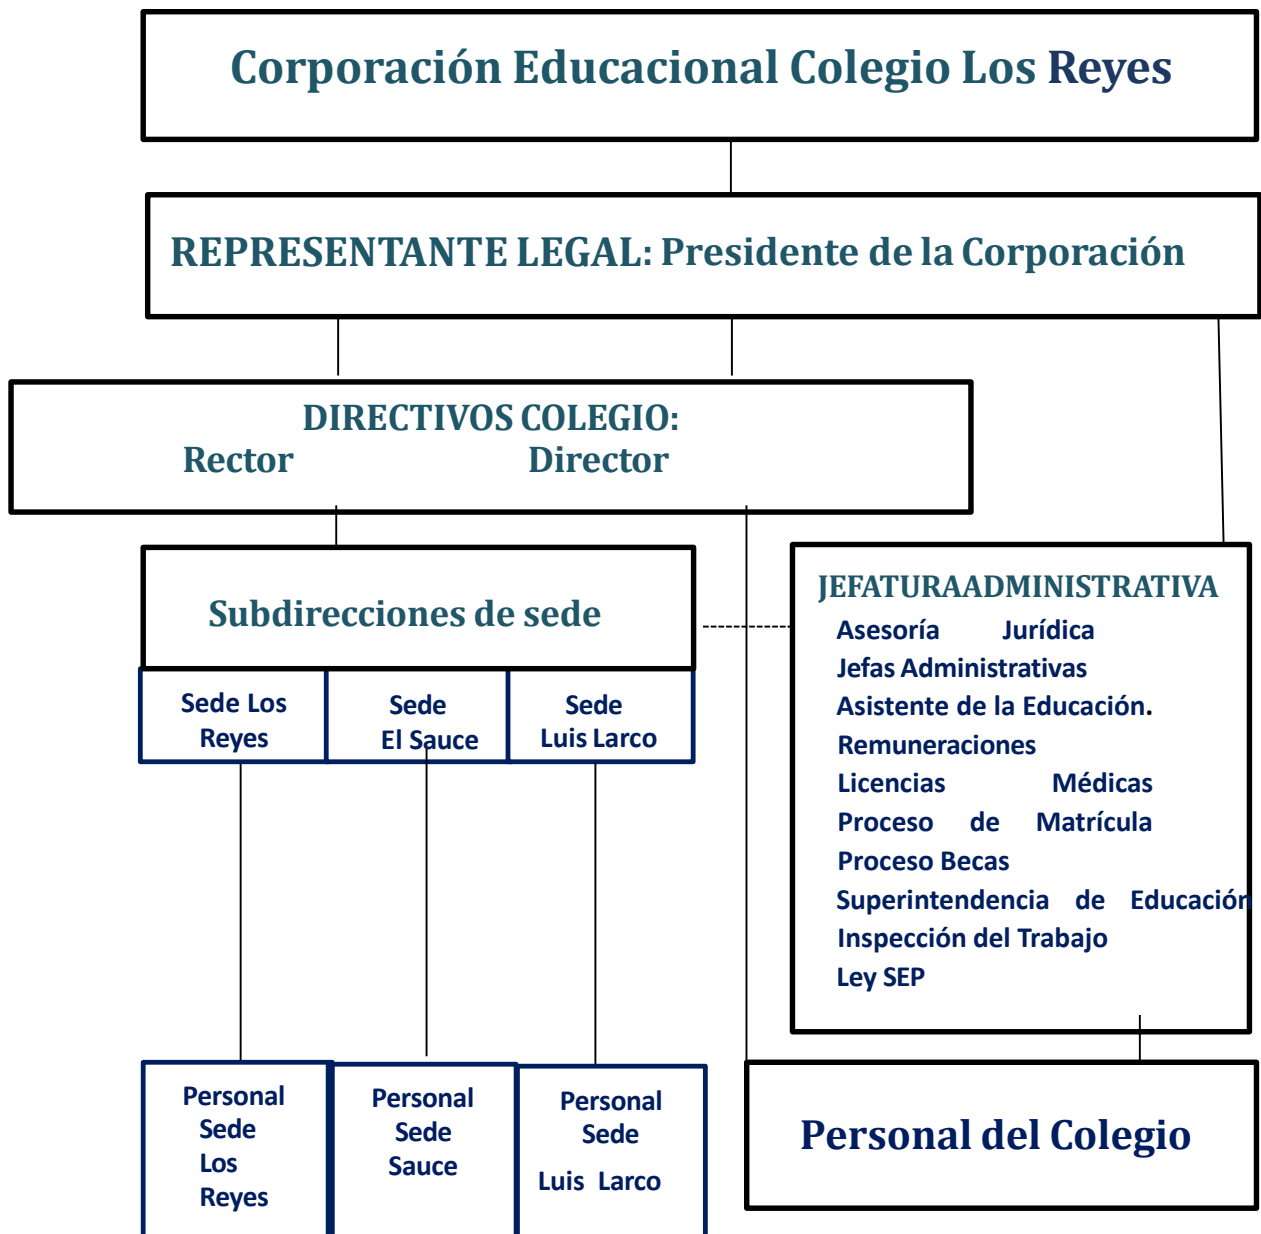 Corporación Educacional Colegio Los Reyes
REPRESENTANTE LEGAL: Presidente de la Corporación
DIRECTIVOS COLEGIO:
Rector Director
Subdirecciones de sede
Sede Los
Reyes
Sede
El Sauce
Sede
Luis Larco
JEFATURAADMINISTRATIVA
Asesoría Jurídica
Jefas Administrativas
Asistente de la Educación.
Remuneraciones
Licencias Médicas
Proceso de Matrícula
Proceso Becas
Superintendencia de Educación
Inspección del Trabajo
Ley SEP
Personal
Sede
Los
Reyes
Personal
Sede
Sauce
Personal
Sede
Luis Larco
Personal del Colegio